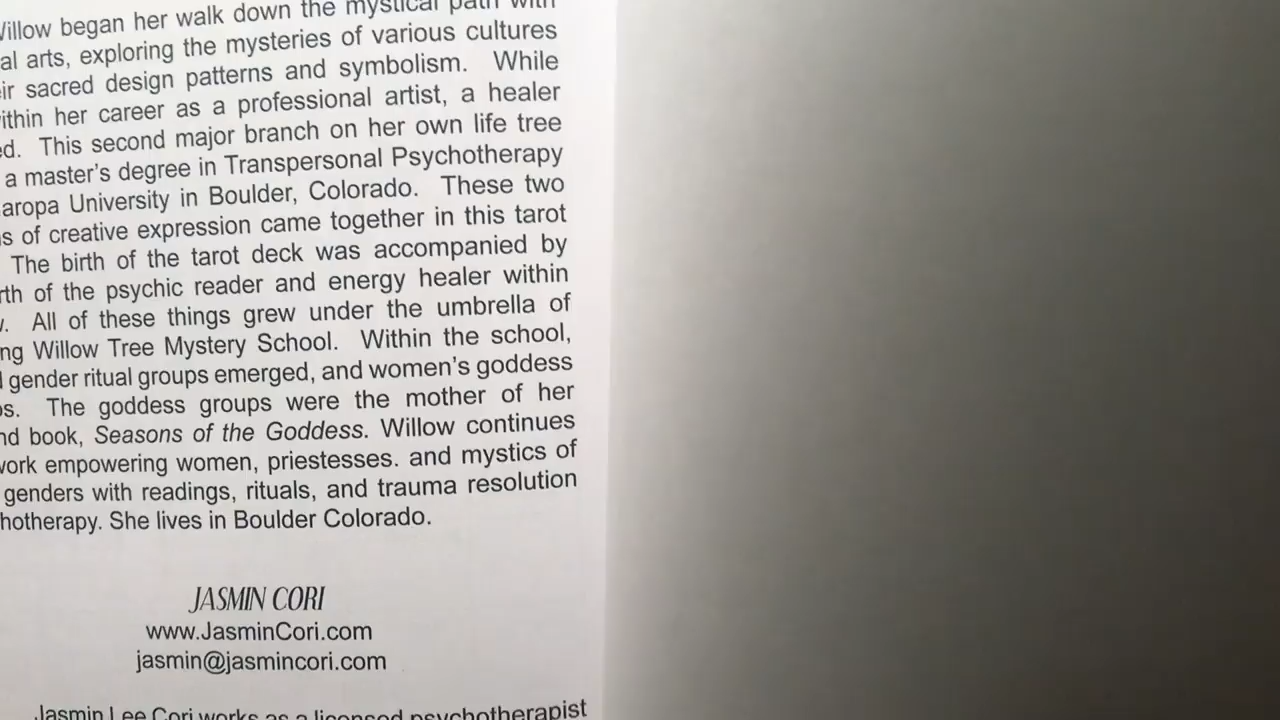 Willow began her walk down the mystical path with
al arts, exploring the mysteries of various cultures
eir sacred design patterns and symbolism. While
within her career as a professional artist, a healer
ed. This second major branch on her own life tree
a master's degree in Transpersonal Psychotherapy
aropa University in Boulder, Colorado. These two
s of creative expression came together in this tarot
The birth of the tarot deck was accompanied by
rth of the psychic reader and energy healer within
. All of these things grew under the umbrella of
ng Willow Tree Mystery School. Within the school,
gender ritual groups emerged, and women's goddess
ps. The goddess groups were the mother of her
nd book, Seasons of the Goddess. Willow continues
work empowering women, priestesses. and mystics of
genders with readings, rituals, and trauma resolution
hotherapy. She lives in Boulder Colorado.
JASMIN CORI
www.JasminCori.com
jasmin@jasmincori.com
Jasmin Lee Cori works as a licensed psychotherapist